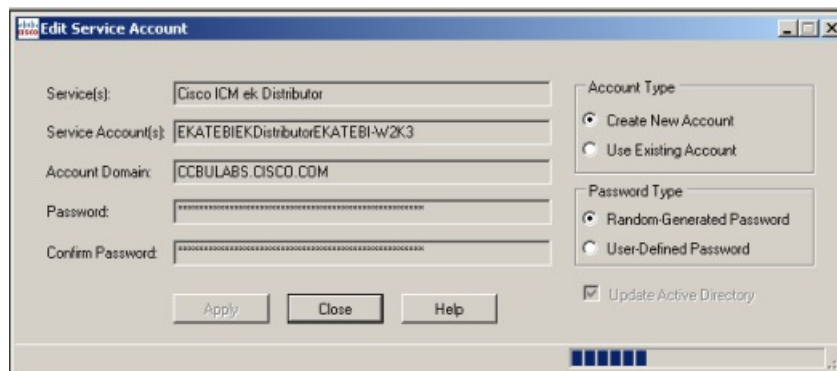 Edit Service Account
Service(s): Cisco ICM ek Distributor
Service Account(s): EKATEBIEKDistributorEKATEBI-W2K3
Account Domain: CCBULABS.CISCO.COM
Password:
Confirm Password:
Apply Close Help
Account Type
Create New Account
Use Existing Account
Password Type
Random-Generated Password
User-Defined Password
Update Active Directory